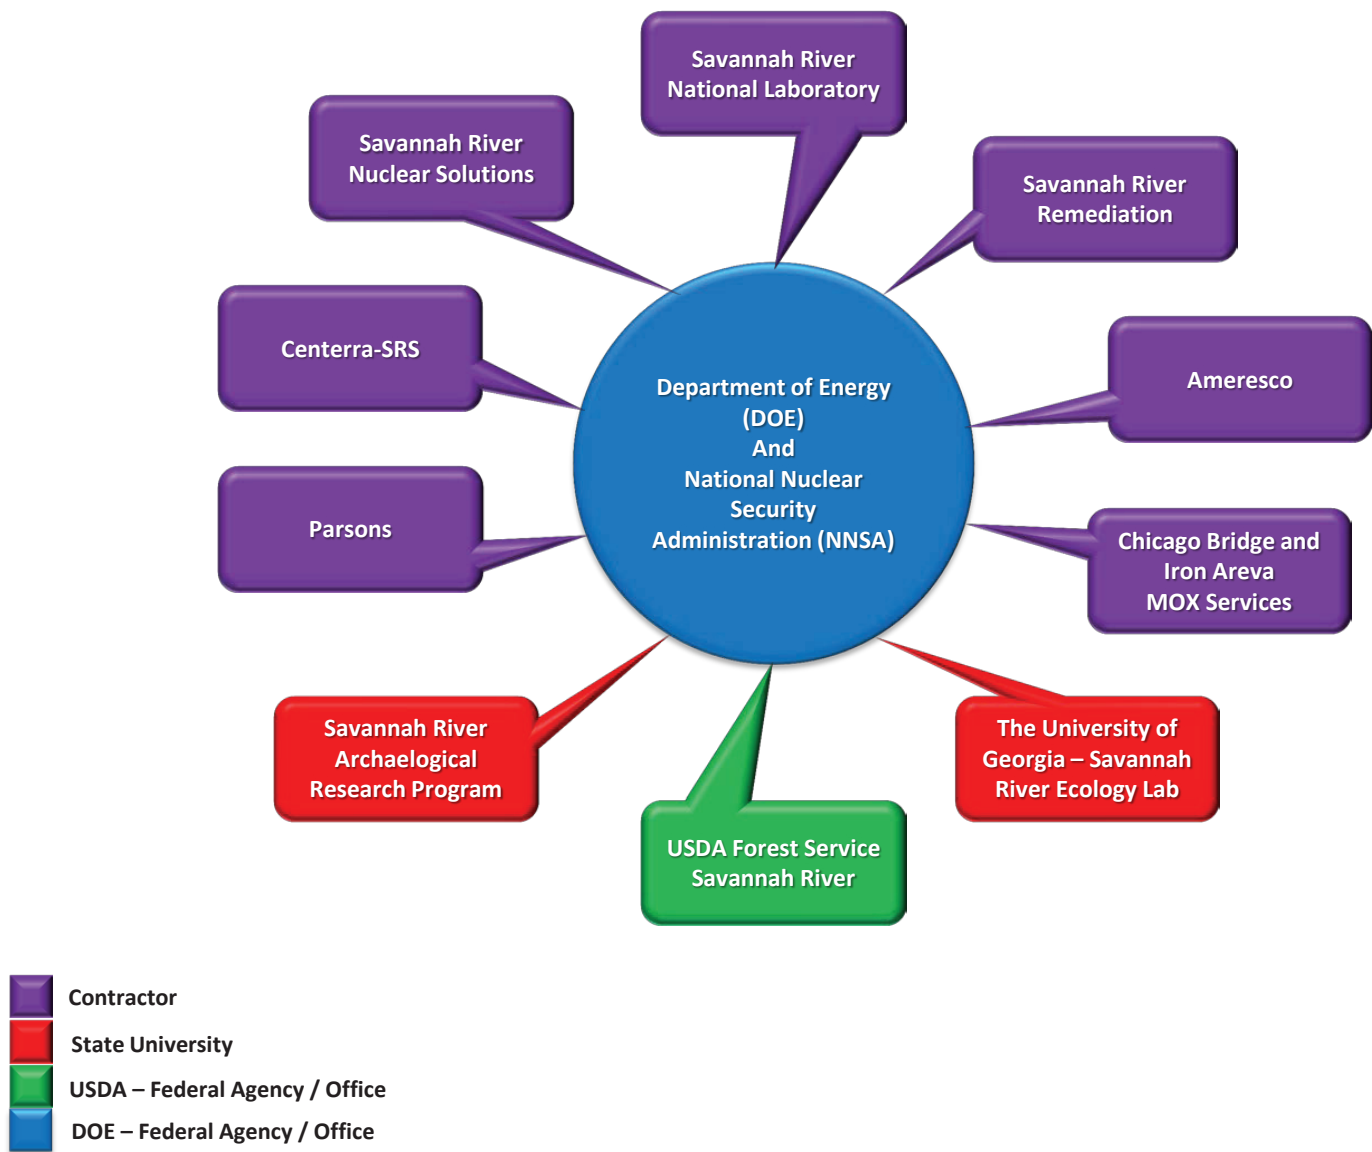 Savannah River
National Laboratory
Savannah River
Nuclear Solutions
Savannah River
Remediation
Centerra-SRS
Ameresco
Department of Energy
(DOE)
And
National Nuclear
Security
Administration (NNSA)
Parsons
Chicago Bridge and
Iron Areva
MOX Services
Savannah River
Archaelogical
Research Program
The University of
Georgia – Savannah
River Ecology Lab
USDA Forest Service
Savannah River
Contractor
State University
USDA – Federal Agency / Office
DOE – Federal Agency / Office